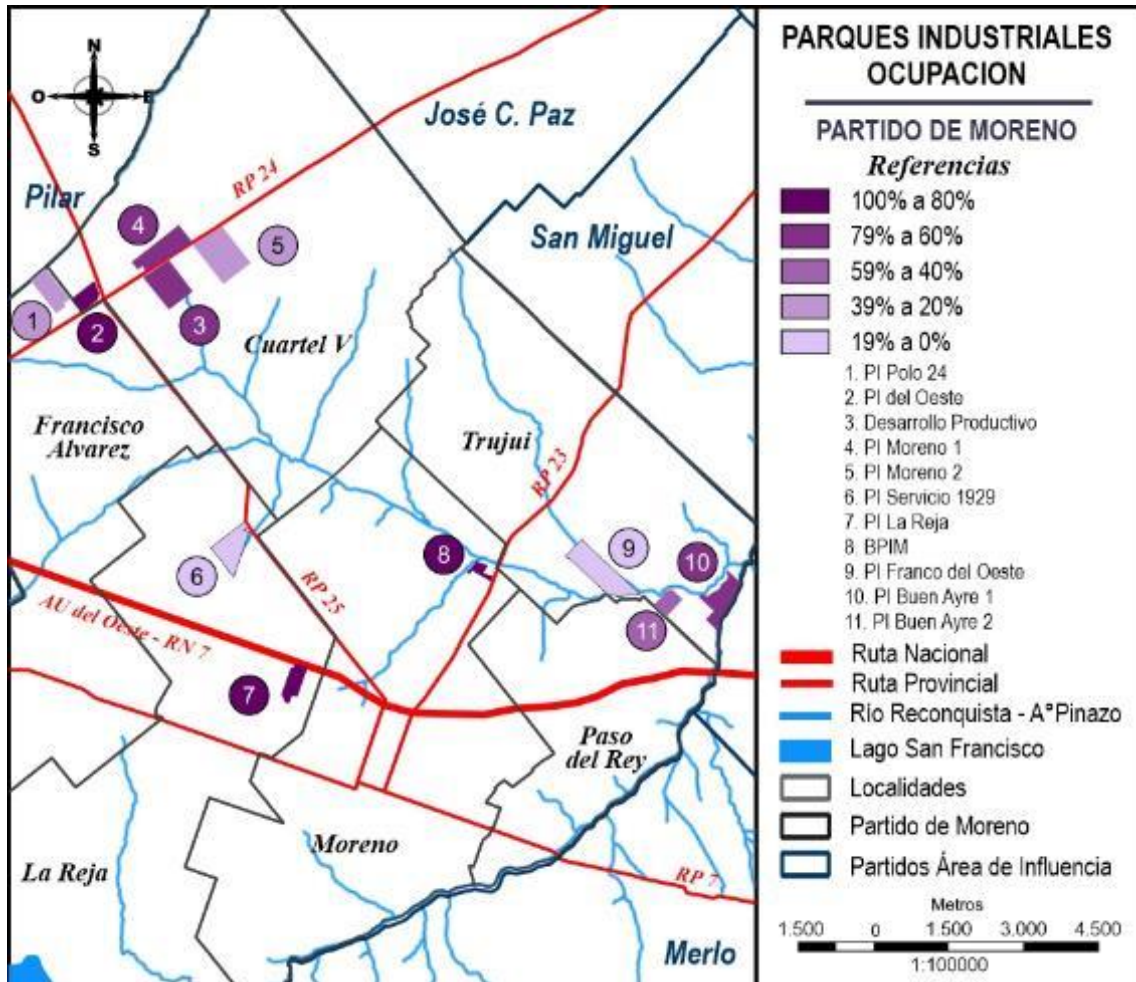 N
O
E
S
José C. Paz
RP 24
Pilar
4
5
San Miguel
1
2
3
Cuartel V
Francisco
Alvarez
Trujui
RP 23
8
9
10
6
RP 25
11
AU del Oeste - RN 7
7
Paso
del Rey
Moreno
La Reja
RP 7
Merlo
PARQUES INDUSTRIALES
OCUPACION
PARTIDO DE MORENO
Referencias
100% a 80%
79% a 60%
59% a 40%
39% a 20%
19% a 0%
1. PI Polo 24
2. PI del Oeste
3. Desarrollo Productivo
4. PI Moreno 1
5. PI Moreno 2
6. PI Servicio 1929
7. PI La Reja
8. BPIM
9. PI Franco del Oeste
10. PI Buen Ayre 1
11. PI Buen Ayre 2
Ruta Nacional
Ruta Provincial
Río Reconquista - A°Pinazo
Lago San Francisco
Localidades
Partido de Moreno
Partidos Área de Influencia
Metros
1.500 0 1.500 3.000 4.500
1:100000